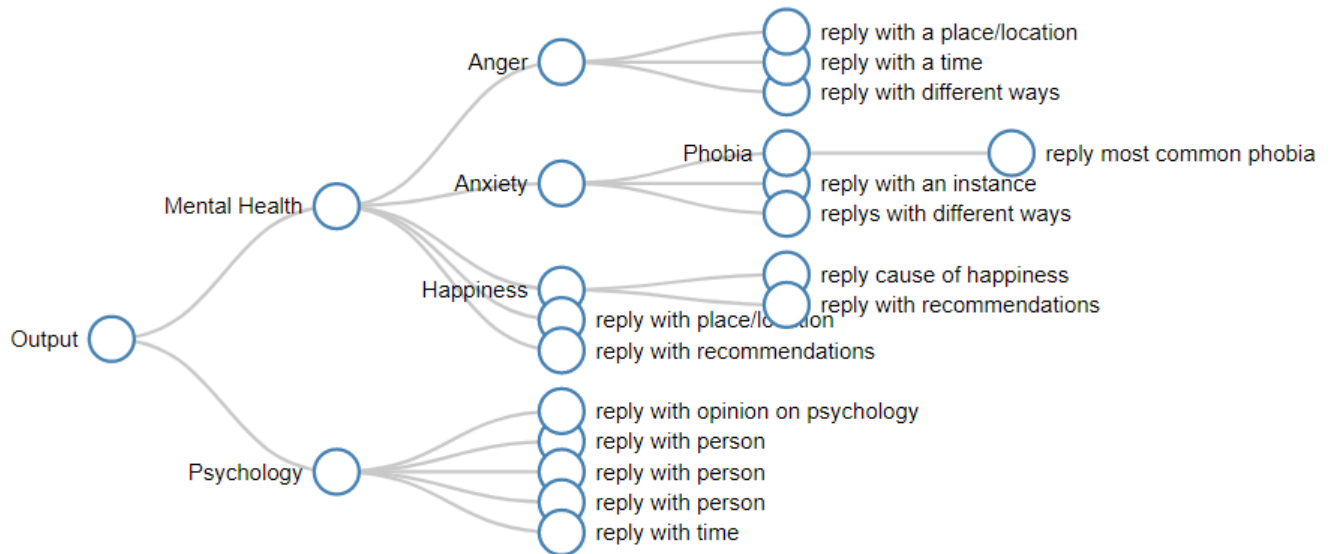 reply with a place/location
Anger
reply with a time
reply with different ways
Phobia
reply most common phobia
Anxiety
reply with an instance
Mental Health
replys with different ways
reply cause of happiness
Happiness
reply with recommendations
reply with place/location
Output
reply with recommendations
reply with opinion on psychology
reply with person
Psychology
reply with person
reply with person
reply with time